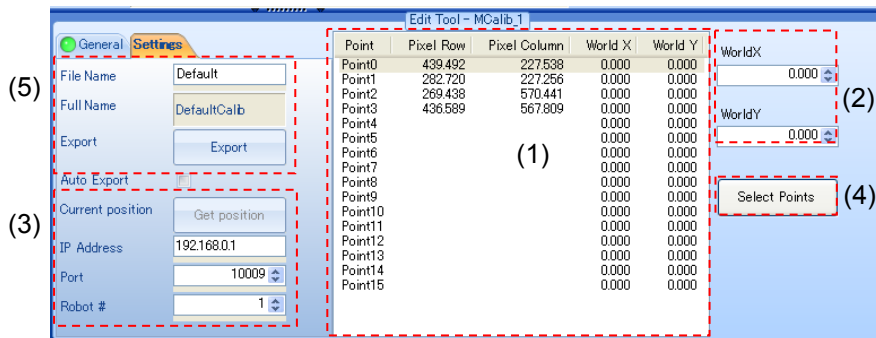 Edit Tool – MCalib_1
General Settings
(5)
File Name Default
Full Name DefaultCalib
Export Export
Auto Export
(3)
Current position Get position
IP Address 192.168.0.1
Port 10009
Robot # 1
(1)
Point Pixel Row Pixel Column World X World Y
Point0 439.492 227.538 0.000 0.000
Point1 282.720 227.256 0.000 0.000
Point2 269.438 570.441 0.000 0.000
Point3 436.589 567.809 0.000 0.000
Point4 0.000 0.000
Point5 0.000 0.000
Point6 0.000 0.000
Point7 0.000 0.000
Point8 0.000 0.000
Point9 0.000 0.000
Point10 0.000 0.000
Point11 0.000 0.000
Point12 0.000 0.000
Point13 0.000 0.000
Point14 0.000 0.000
Point15 0.000 0.000
WorldX
0.000
(2)
WorldY
0.000
Select Points (4)